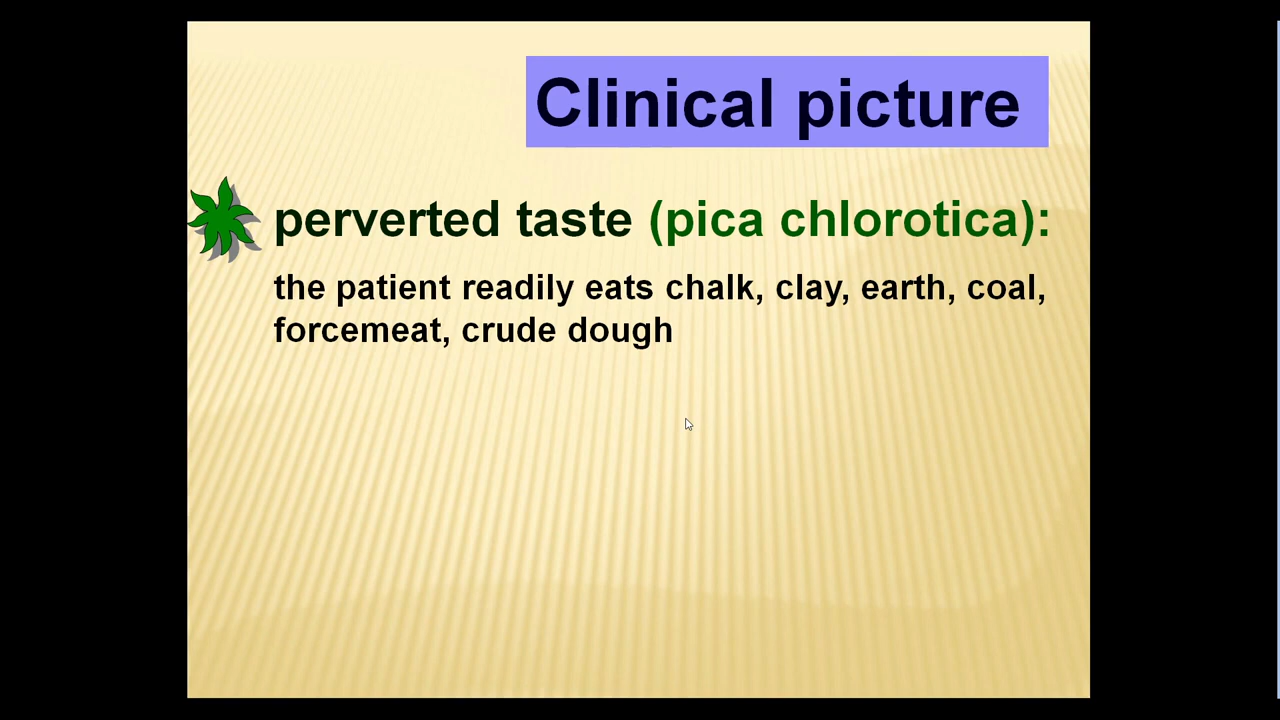 Clinical picture
perverted taste (pica chlorotica):
the patient readily eats chalk, clay, earth, coal,
forcemeat, crude dough